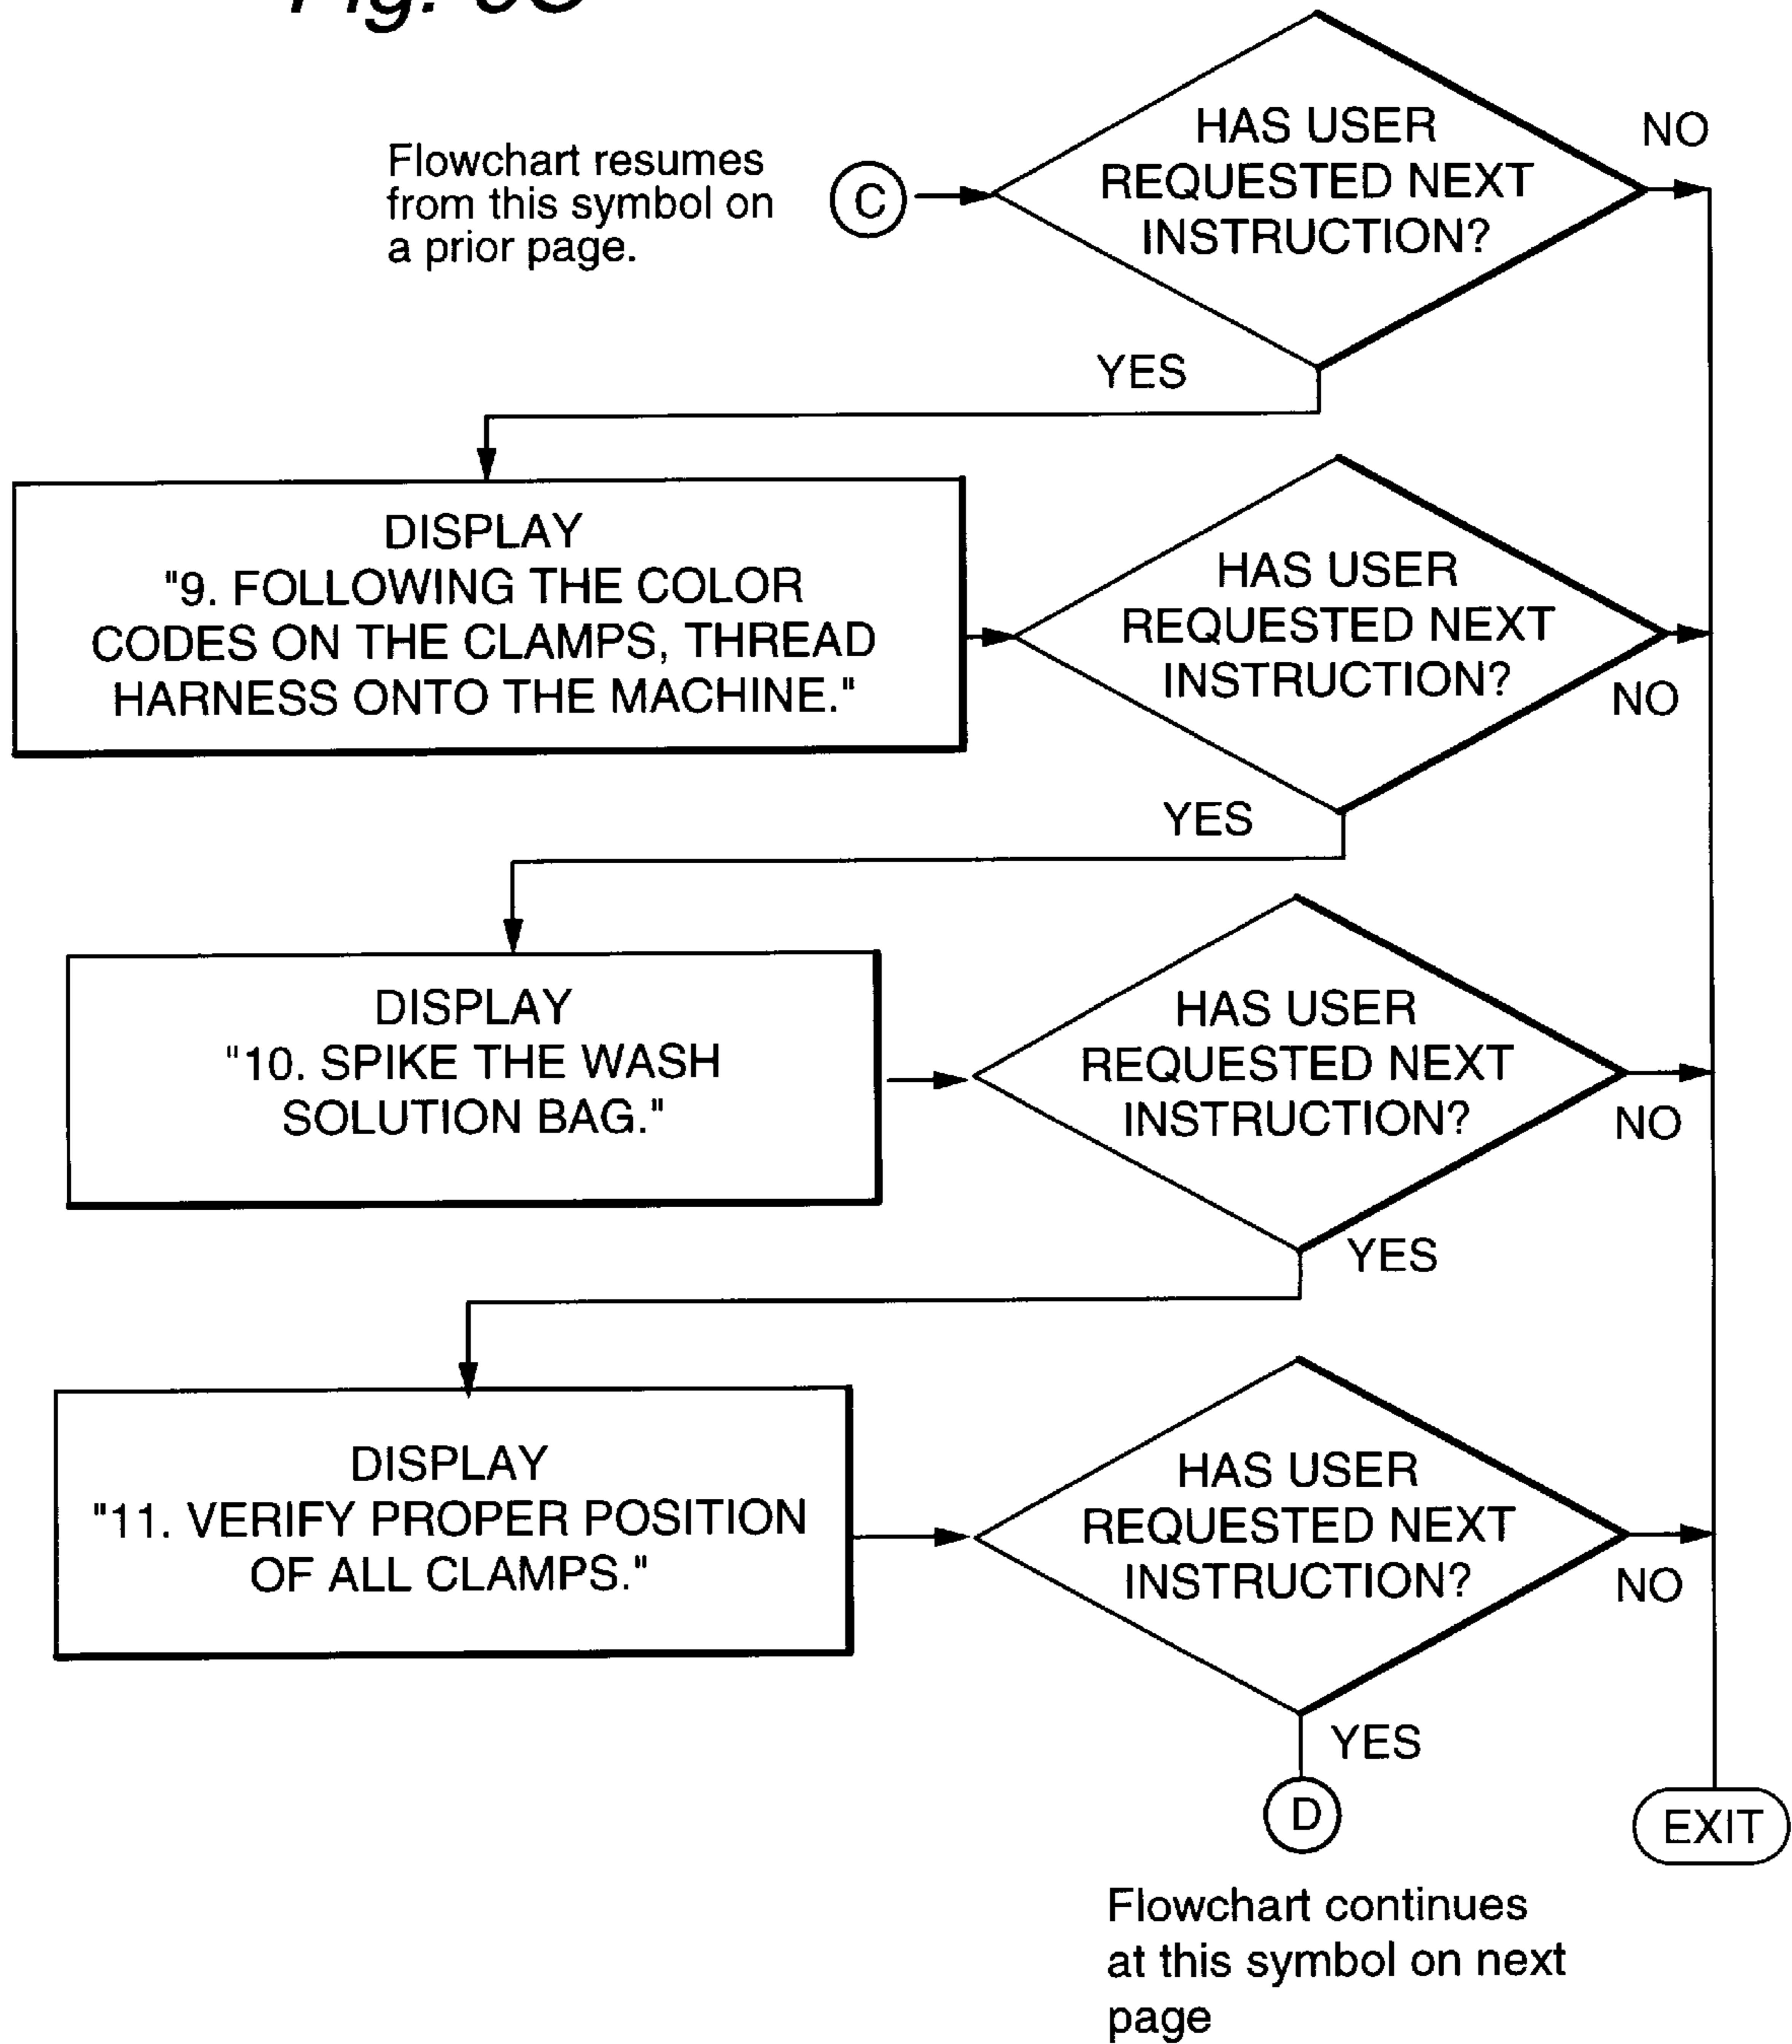 Fig.
Flowchart resumes
from this symbol on
a prior page.
C
HAS USER
REQUESTED NEXT
INSTRUCTION?
NO
YES
DISPLAY
"9. FOLLOWING THE COLOR
CODES ON THE CLAMPS, THREAD
HARNESS ONTO THE MACHINE."
HAS USER
REQUESTED NEXT
INSTRUCTION?
NO
YES
DISPLAY
"10. SPIKE THE WASH
SOLUTION BAG."
HAS USER
REQUESTED NEXT
INSTRUCTION?
NO
YES
DISPLAY
"11. VERIFY PROPER POSITION
OF ALL CLAMPS."
HAS USER
REQUESTED NEXT
INSTRUCTION?
NO
YES
D
EXIT
Flowchart continues
at this symbol on next
page